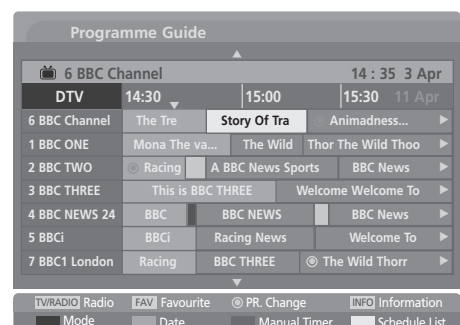 Programme Guide
6 BBC Channel 14 : 35 3 Apr
DTV 14:30 15:00 15:30 11 Apr
6 BBC Channel The Tre Story Of Tra Animadness...
1 BBC ONE Mona The va... The Wild Thor The Wild Thoo
2 BBC TWO Racing A BBC News Sports BBC News
3 BBC THREE This is BBC THREE Welcome Welcome To
4 BBC NEWS 24 BBC BBC NEWS BBC News
5 BBCi BBCi Racing News Welcome To
7 BBC1 London Racing BBC THREE The Wild Thorr
TV/RADIO Radio FAV Favourite PR. Change INFO Information
Mode Date Manual Timer Schedule List